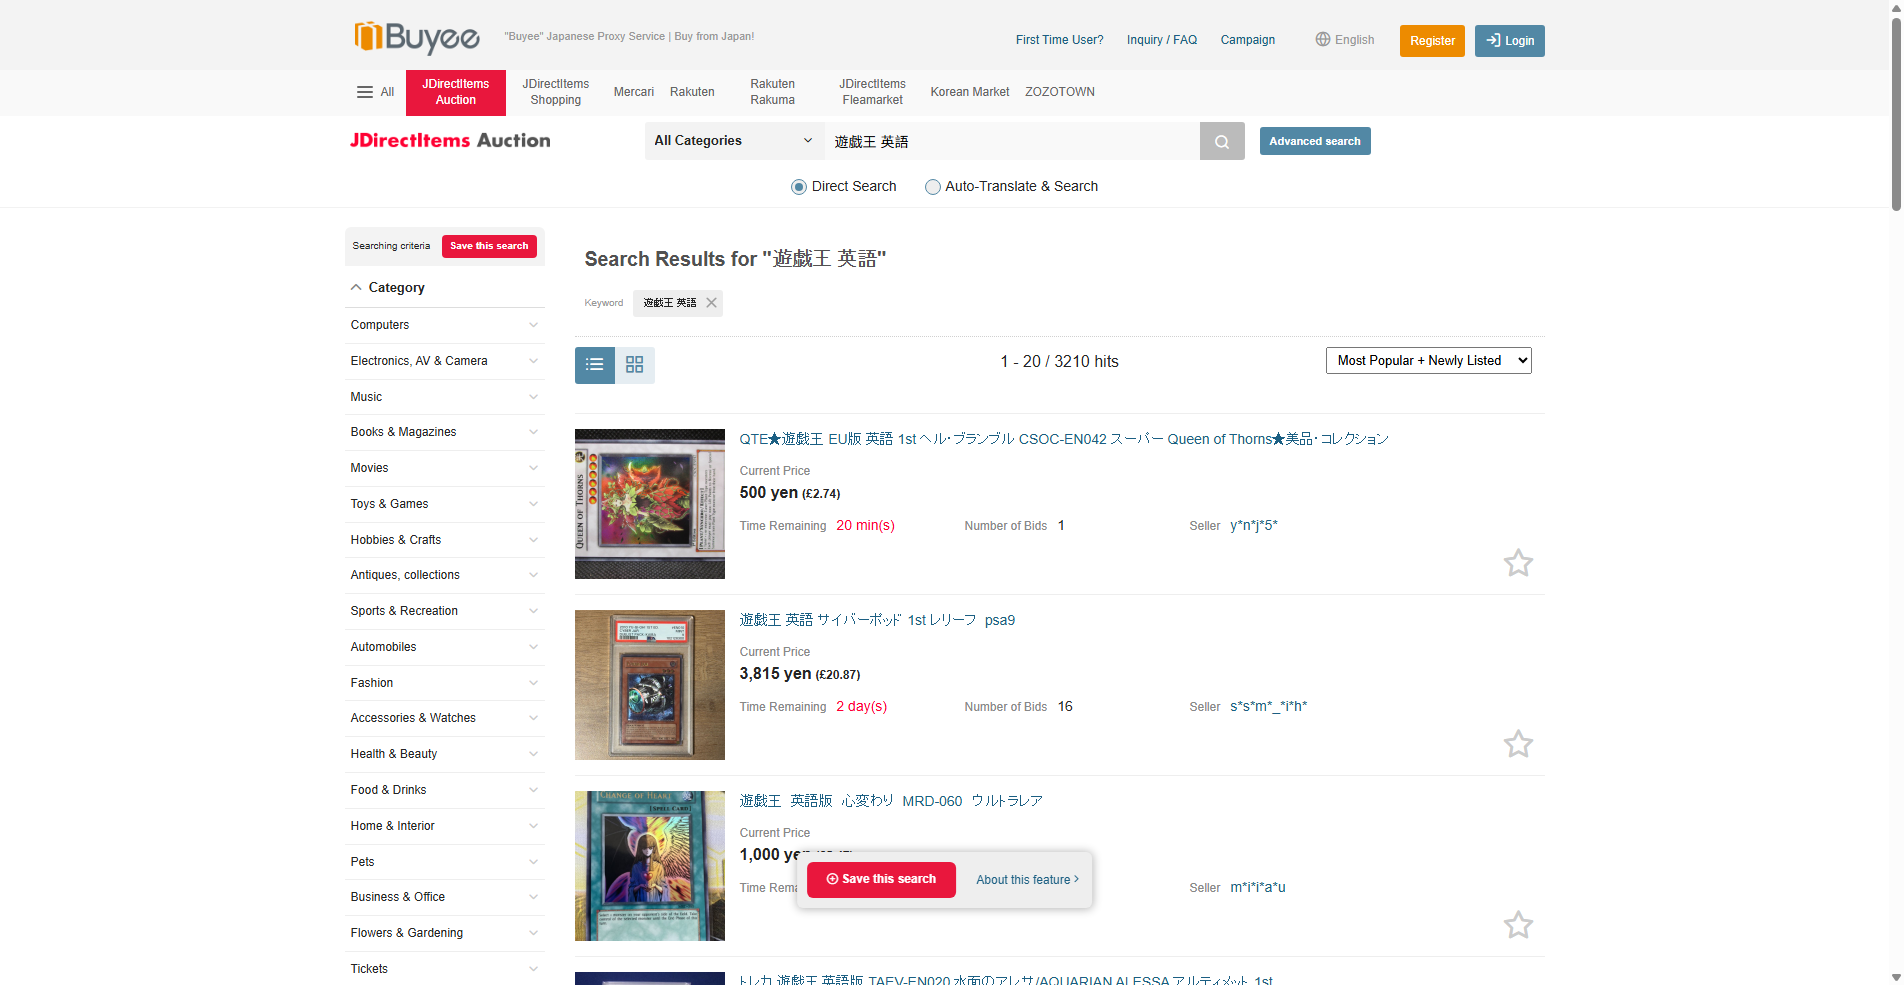 Buyee
"Buyee" Japanese Proxy Service | Buy from Japan!
First Time User?
Inquiry / FAQ
Campaign
English
Register
Login
All
JDirectItems Auction
JDirectItems Shopping
Mercari
Rakuten
Rakuten Rakuma
JDirectItems Fleamarket
Korean Market
ZOZOTOWN
JDirectItems Auction
All Categories
遊戯王 英語
Advanced search
Direct Search
Auto-Translate & Search
Searching criteria
Save this search
Category
Computers
Electronics, AV & Camera
Music
Books & Magazines
Movies
Toys & Games
Hobbies & Crafts
Antiques, collections
Sports & Recreation
Automobiles
Fashion
Accessories & Watches
Health & Beauty
Food & Drinks
Home & Interior
Pets
Business & Office
Flowers & Gardening
Tickets
Search Results for "遊戯王 英語"
Keyword
遊戯王 英語
1 - 20 / 3210 hits
Most Popular + Newly Listed
QUEEN OF THORNS
QTE★遊戯王 EU版 英語 1st ヘル・ブランブル CSOC-EN042 スーパー Queen of Thorns★美品・コレクション
Current Price
500 yen (£2.74)
Time Remaining 20 min(s)
Number of Bids 1
Seller y*n*j*5*
遊戯王 英語 サイバーポッド 1st レリーフ psa9
Current Price
3,815 yen (£20.87)
Time Remaining 2 day(s)
Number of Bids 16
Seller s*s*m*_*i*h*
CHANGE OF HEART
[SPELL CARD]
遊戯王 英語版 心変わり MRD-060 ウルトラレア
Current Price
1,000 yen
Time
Seller m*i*i*a*u
Save this search
About this feature
トレカ 遊戯王 英語版 TAEV-EN020 水面のアレサ/AQUARIAN ALESSA アルティメット 1st